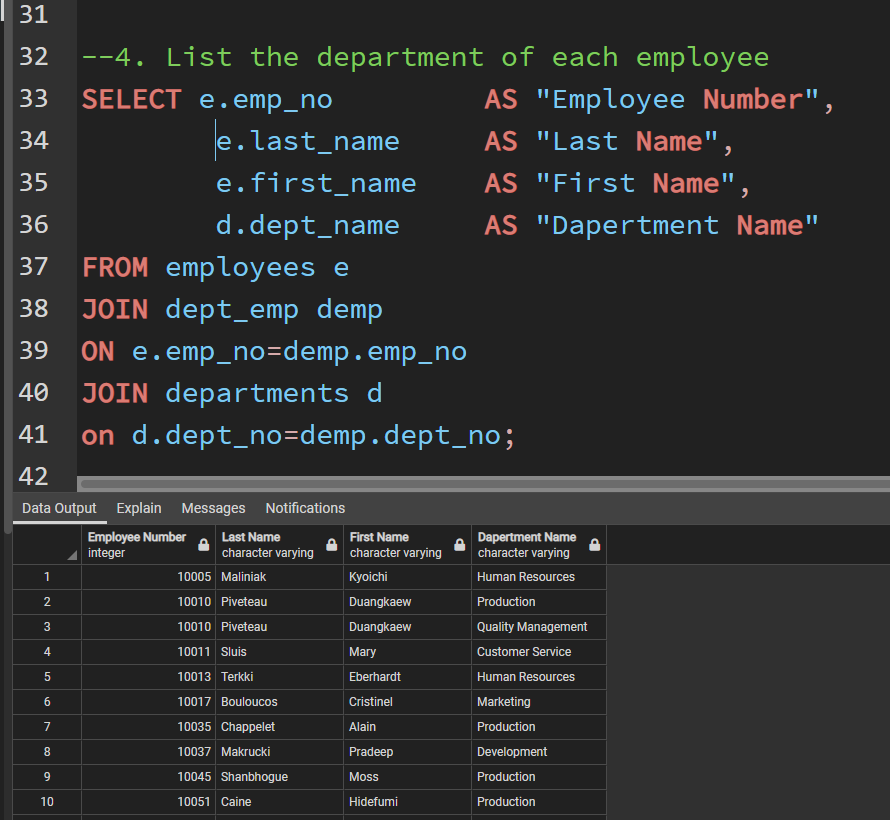 31
32 --4. List the department of each employee
33 SELECT e.emp_no AS "Employee Number",
34 e.last_name AS "Last Name",
35 e.first_name AS "First Name",
36 d.dept_name AS "Dapertment Name"
37 FROM employees e
38 JOIN dept_emp demp
39 ON e.emp_no=demp.emp_no
40 JOIN departments d
41 on d.dept_no=demp.dept_no;
42
Data Output Explain Messages Notifications
Employee Number Last Name First Name Dapertment Name
integer character varying character varying character varying
1 10005 Maliniak Kyoichi Human Resources
2 10010 Piveteau Duangkaew Production
3 10010 Piveteau Duangkaew Quality Management
4 10011 Sluis Mary Customer Service
5 10013 Terkki Eberhardt Human Resources
6 10017 Bouloucos Cristinel Marketing
7 10035 Chappelet Alain Production
8 10037 Makrucki Pradeep Development
9 10045 Shanbhogue Moss Production
10 10051 Caine Hidefumi Production